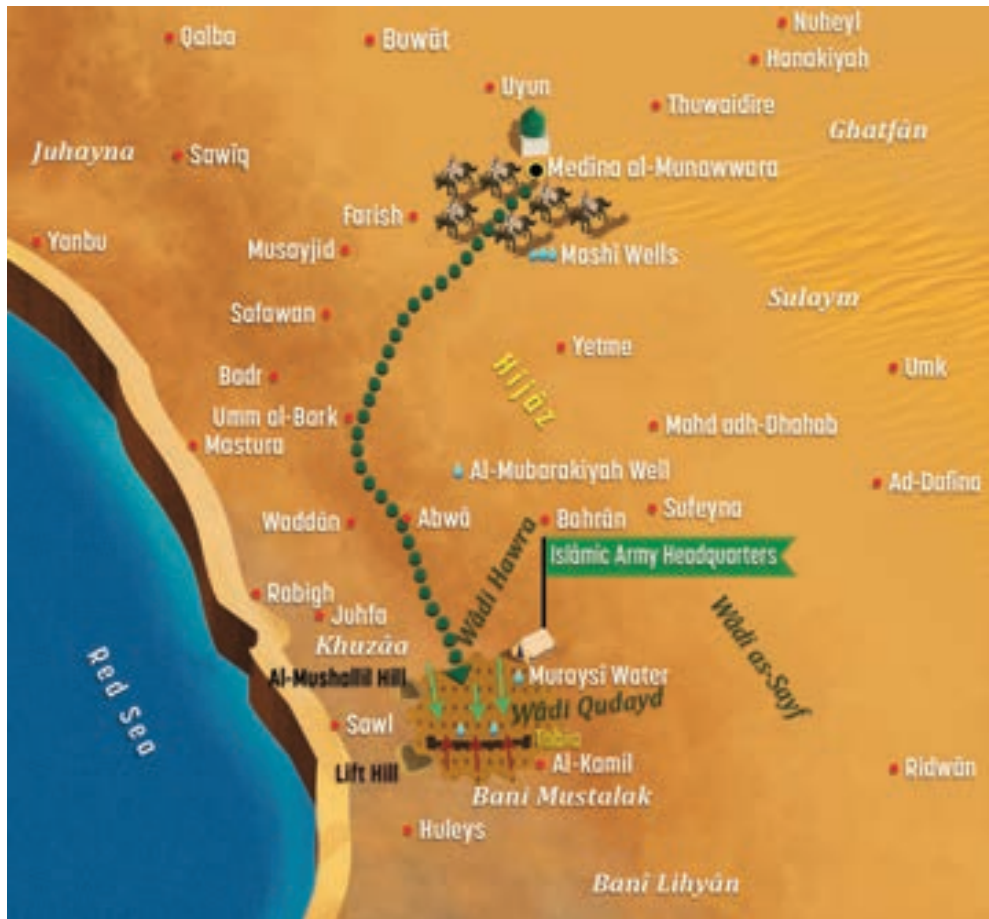 Nuheyl
Qalba
Buwāt
Hanakiyah
Uyun
Thuwaidire
Ghatfân
Juhayna
Sawīq
Medina al-Munawwara
Farish
Yanbu
Musayjid
Mashi Wells
Sulaym
Safawan
Yetme
Umk
Hijâz
Badr
Umm al-Bark
Mahd adh-Dhahab
Mastura
Al-Mubarakiyah Well
Ad-Dafina
Waddân
Abwâ
Bahrân
Sufeyna
Wâdi Hawra
Islâmic Army Headquarters
Rabigh
Juhfa
Wâdi as-Sayf
Khuzâa
Al-Mushallil Hill
Muraysî Water
Red Sea
Wâdi Qudayd
Sawl
Lift Hill
Al-Kamil
Ridwân
Bani Mustalak
Huleys
Banî Lihyân